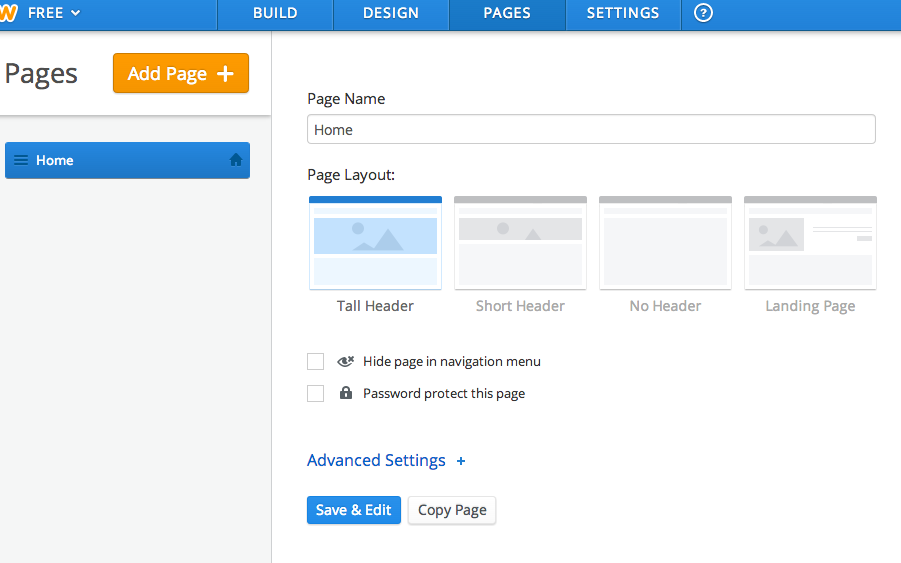 W FREE BUILD DESIGN PAGES SETTINGS ?
Pages
Add Page +
Home
Page Name
Home
Page Layout:
Tall Header Short Header No Header Landing Page
Hide page in navigation menu
Password protect this page
Advanced Settings +
Save & Edit Copy Page